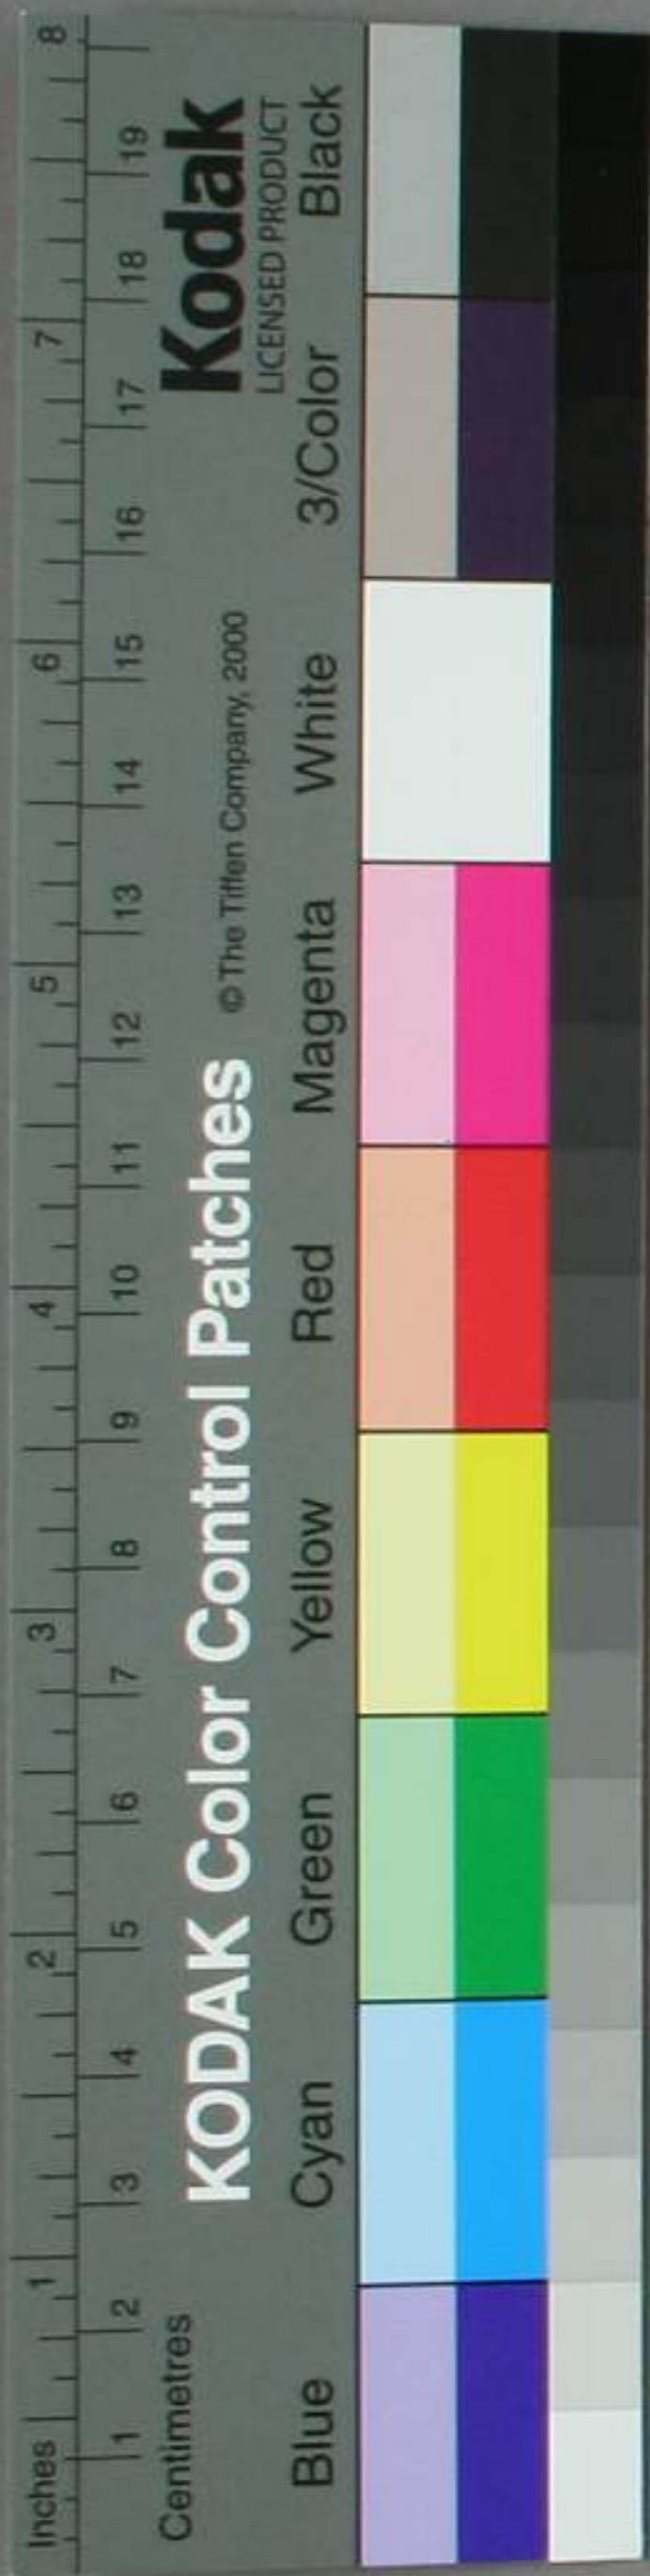 Inches 1 2 3 4 5 6 7 8
1 2 3 4 5 6 7 8 9 10 11 12 13 14 15 16 17 18 19
Centimetres
KODAK Color Control Patches
© The Tiffen Company, 2000
Kodak
LICENSED PRODUCT
Blue Cyan Green Yellow Red Magenta White 3/Color Black